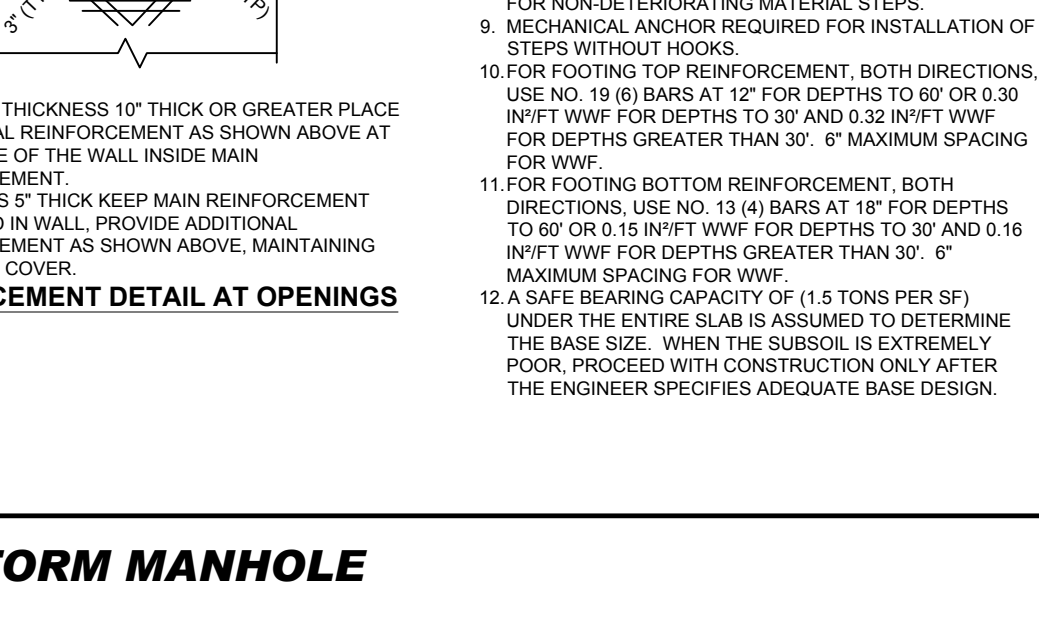 3" (T
TP)
THICKNESS 10" THICK OR GREATER PLACE
AL REINFORCEMENT AS SHOWN ABOVE AT
E OF THE WALL INSIDE MAIN
EMENT.
S 5" THICK KEEP MAIN REINFORCEMENT
D IN WALL, PROVIDE ADDITIONAL
EMENT AS SHOWN ABOVE, MAINTAINING
COVER.
CEMENT DETAIL AT OPENINGS
FOR NON-DETERIORATING MATERIAL STEPS.
9. MECHANICAL ANCHOR REQUIRED FOR INSTALLATION OF
STEPS WITHOUT HOOKS.
10. FOR FOOTING TOP REINFORCEMENT, BOTH DIRECTIONS,
USE NO. 19 (6) BARS AT 12" FOR DEPTHS TO 60' OR 0.30
IN²/FT WWF FOR DEPTHS TO 30' AND 0.32 IN²/FT WWF
FOR DEPTHS GREATER THAN 30'. 6" MAXIMUM SPACING
FOR WWF.
11. FOR FOOTING BOTTOM REINFORCEMENT, BOTH
DIRECTIONS, USE NO. 13 (4) BARS AT 18" FOR DEPTHS
TO 60' OR 0.15 IN²/FT WWF FOR DEPTHS TO 30' AND 0.16
IN²/FT WWF FOR DEPTHS GREATER THAN 30'. 6"
MAXIMUM SPACING FOR WWF.
12. A SAFE BEARING CAPACITY OF (1.5 TONS PER SF)
UNDER THE ENTIRE SLAB IS ASSUMED TO DETERMINE
THE BASE SIZE. WHEN THE SUBSOIL IS EXTREMELY
POOR, PROCEED WITH CONSTRUCTION ONLY AFTER
THE ENGINEER SPECIFIES ADEQUATE BASE DESIGN.
TORM MANHOLE